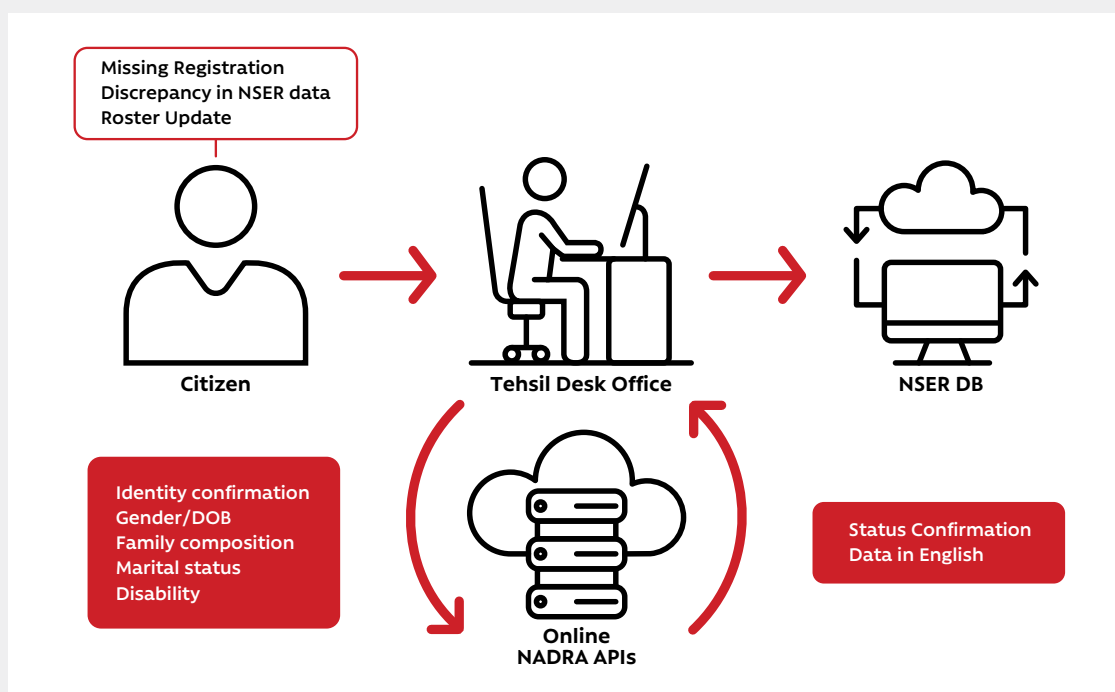 Missing Registration
Discrepancy in NSER data
Roster Update
Citizen
Tehsil Desk Office
NSER DB
Identity confirmation
Gender/DOB
Family composition
Marital status
Disability
Status Confirmation
Data in English
Online
NADRA APIs